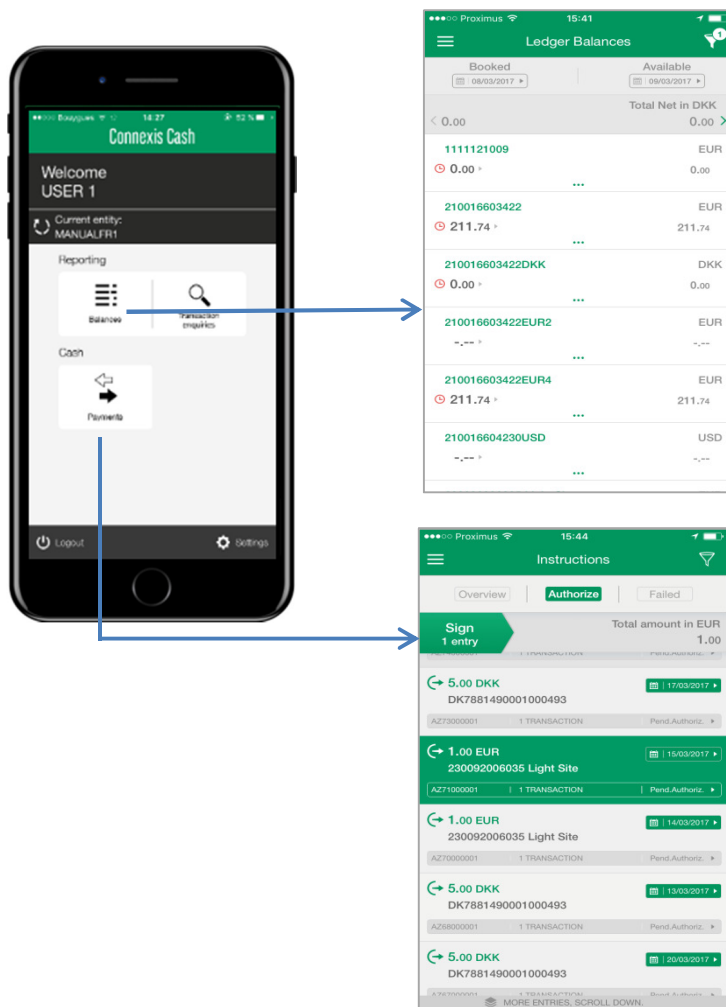 Bouygues 14:27 52 %
Connexis Cash
Welcome
USER 1
Current entity:
MANUALFR1
Reporting
Balances
Transaction
enquiries
Cash
Payments
Logout
Settings
Proximus 15:41
Ledger Balances 1
Booked Available
08/03/2017 09/03/2017
Total Net in DKK
< 0.00 0.00 >
1111121009 EUR
0.00 0.00
...
210016603422 EUR
211.74 211.74
...
210016603422DKK DKK
0.00 0.00
...
210016603422EUR2 EUR
-.-- -.--
...
210016603422EUR4 EUR
211.74 211.74
...
210016604230USD USD
-.-- -.--
...
Proximus 15:44
Instructions
Overview Authorize Failed
Sign
1 entry
Total amount in EUR
1.00
1 TRANSACTION Pend.Authoriz.
5.00 DKK 17/03/2017
DK7881490001000493
AZ73000001 1 TRANSACTION Pend.Authoriz.
1.00 EUR 15/03/2017
230092006035 Light Site
AZ71000001 1 TRANSACTION Pend.Authoriz.
1.00 EUR 14/03/2017
230092006035 Light Site
AZ70000001 1 TRANSACTION Pend.Authoriz.
5.00 DKK 13/03/2017
DK7881490001000493
AZ68000001 1 TRANSACTION Pend.Authoriz.
5.00 DKK 20/03/2017
DK7881490001000493
AZ67000001 1 TRANSACTION Pend.Authoriz.
MORE ENTRIES, SCROLL DOWN.